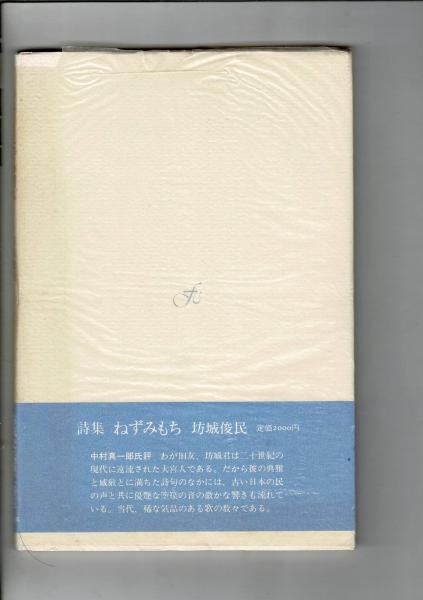 詩集 ねずみもち 坊城俊民 定価2000円
中村真一郎氏評 わが旧友、坊城君は二十世紀の
現代に遠流された大宮人である。だから彼の典雅
と威厳とに満ちた詩句のなかには、古い日本の民
の声と共に優艶な箜篌の音の微かな響きも流れて
いる。当代、稀な気品のある歌の数々である。